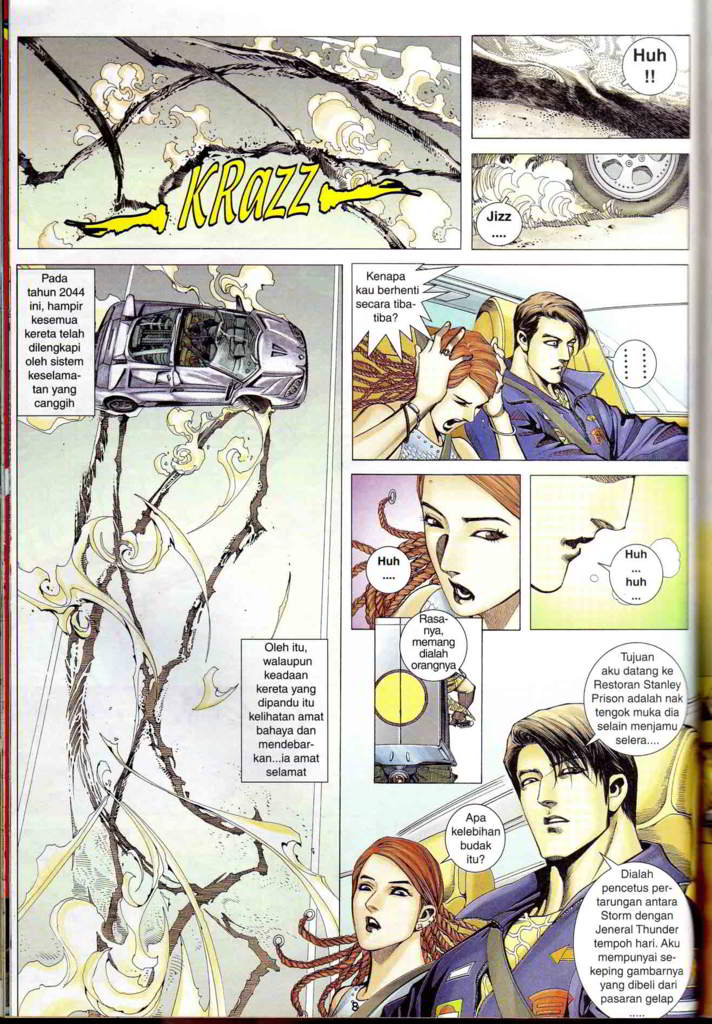 KRazz
Huh
!!
Jizz
....
Pada
tahun 2044
ini, hampir
kesemua
kereta telah
dilengkapi
oleh sistem
keselama-
tan yang
canggih
Oleh itu,
walaupun
keadaan
kereta yang
dipandu itu
kelihatan amat
bahaya dan
mendebar-
kan...ia amat
selamat
Kenapa
kau berhenti
secara tiba-
tiba?
Huh
....
Huh
...
huh
...
Rasa-
nya,
memang
dialah
orangnya
Tujuan
aku datang ke
Restoran Stanley
Prison adalah nak
tengok muka dia
selain menjamu
selera....
Apa
kelebihan
budak
itu?
Dialah
pencetus per-
tarungan antara
Storm dengan
Jeneral Thunder
tempoh hari. Aku
mempunyai se-
keping gambarnya
yang dibeli dari
pasaran gelap
.....
8